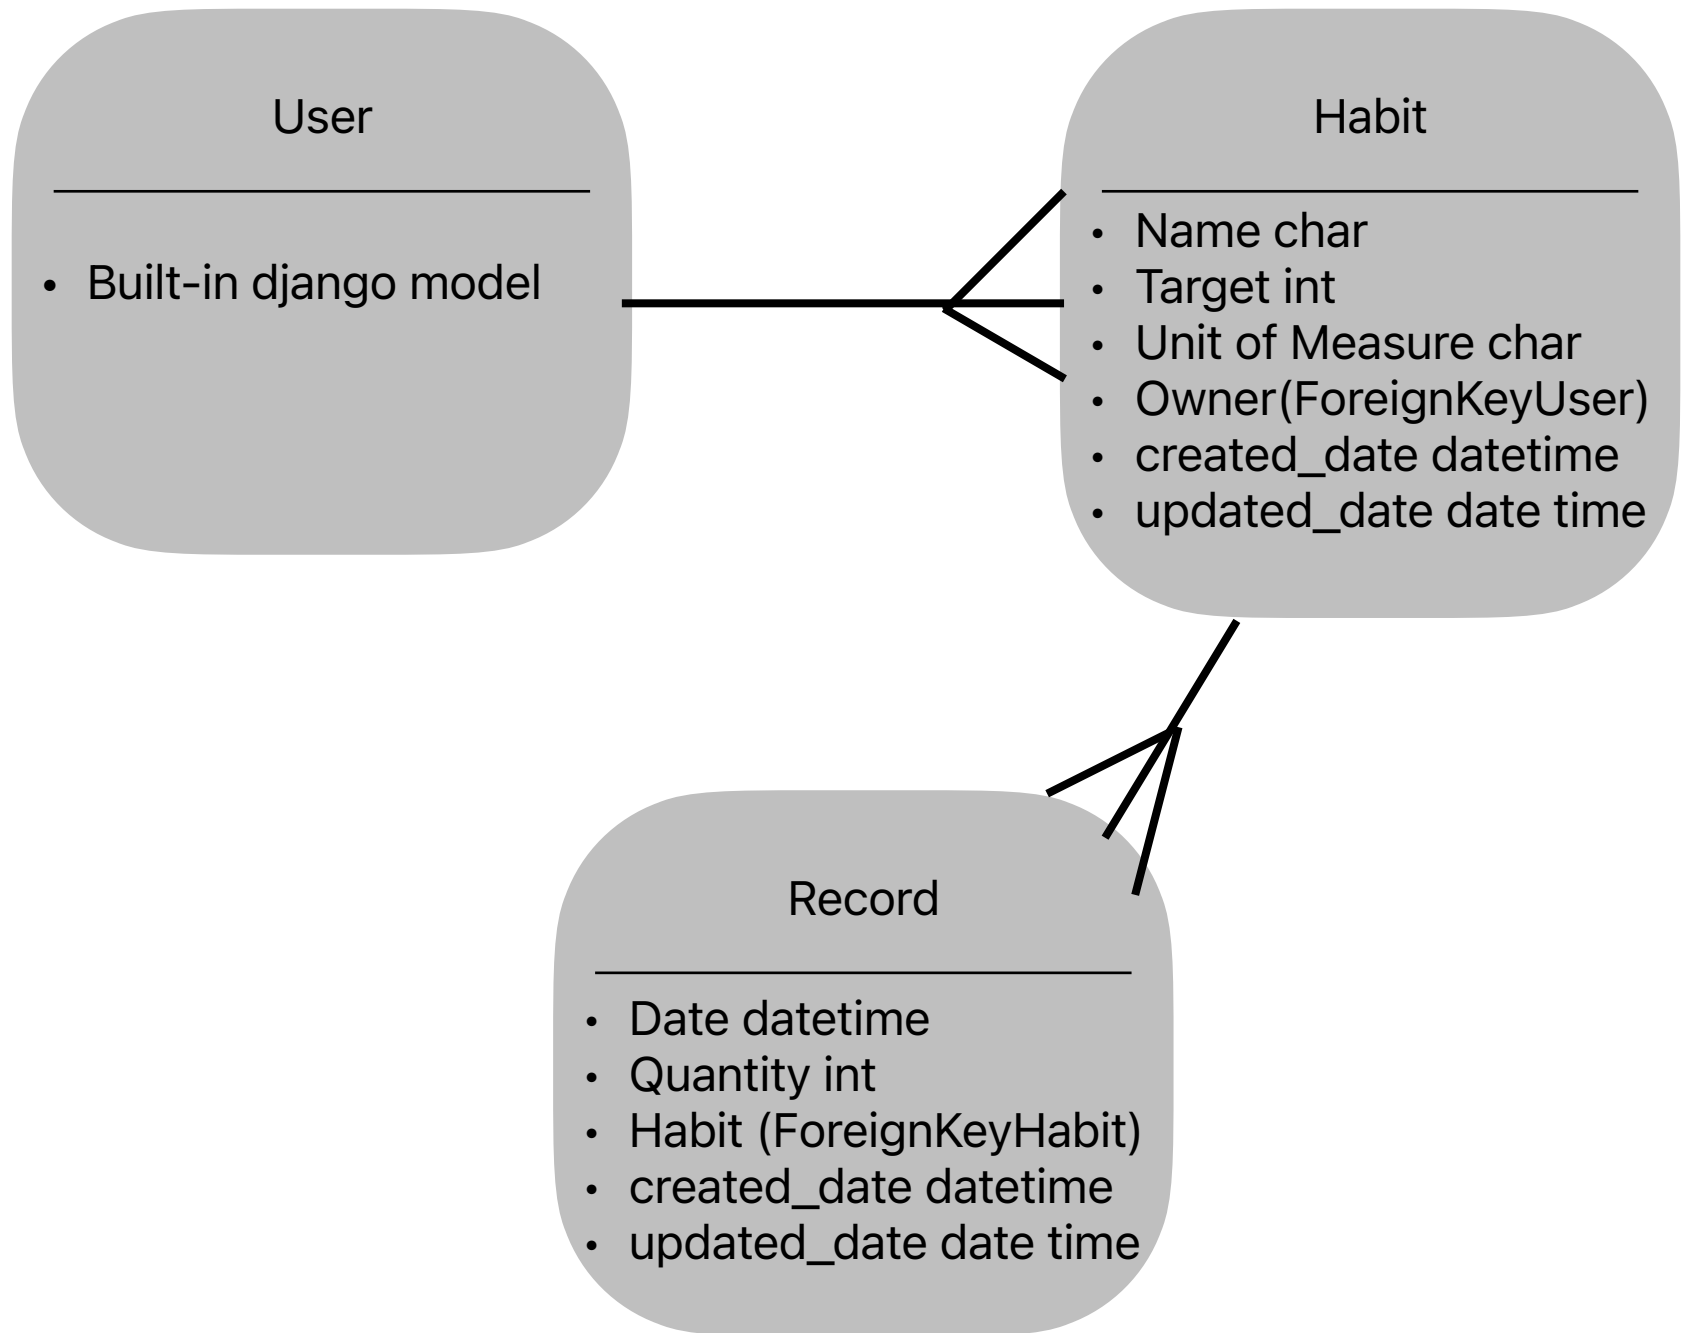 User
• Built-in django model
Habit
• Name char
• Target int
• Unit of Measure char
• Owner(ForeignKeyUser)
• created_date datetime
• updated_date date time
Record
• Date datetime
• Quantity int
• Habit (ForeignKeyHabit)
• created_date datetime
• updated_date date time